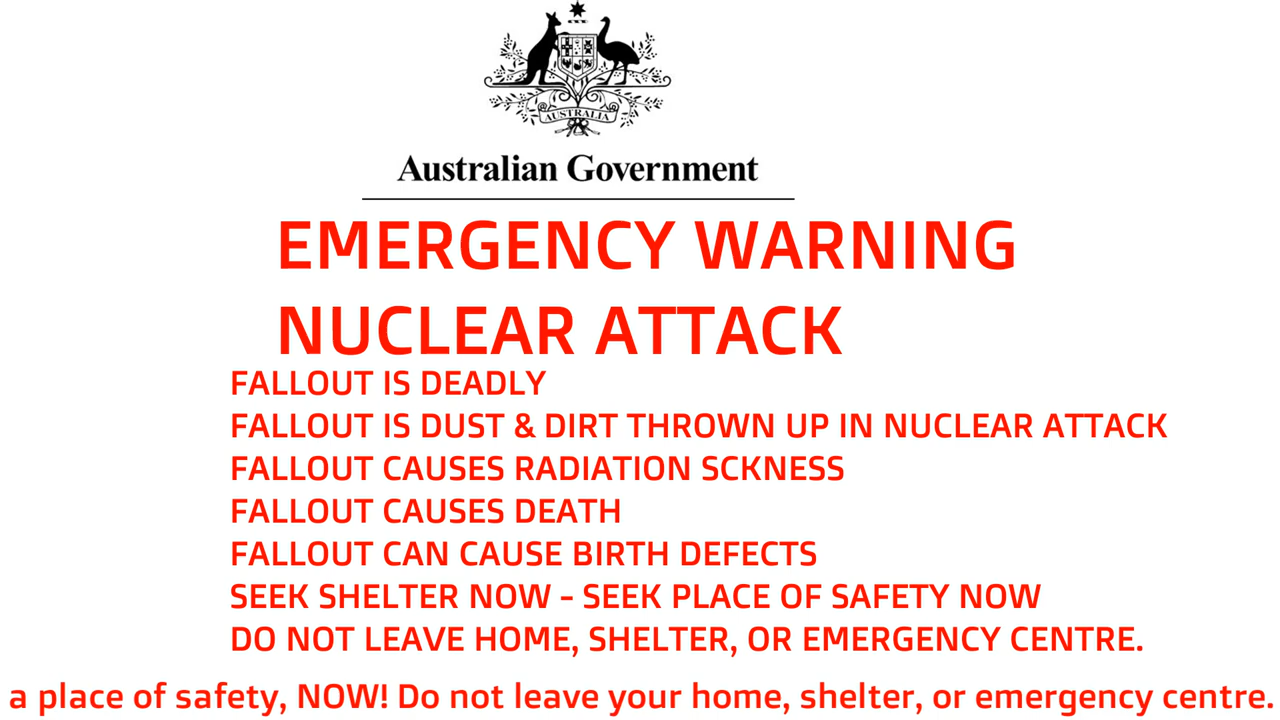 AUSTRALIA
Australian Government
EMERGENCY WARNING
NUCLEAR ATTACK
FALLOUT IS DEADLY
FALLOUT IS DUST & DIRT THROWN UP IN NUCLEAR ATTACK
FALLOUT CAUSES RADIATION SCKNESS
FALLOUT CAUSES DEATH
FALLOUT CAN CAUSE BIRTH DEFECTS
SEEK SHELTER NOW - SEEK PLACE OF SAFETY NOW
DO NOT LEAVE HOME, SHELTER, OR EMERGENCY CENTRE.
a place of safety, NOW! Do not leave your home, shelter, or emergency centre.